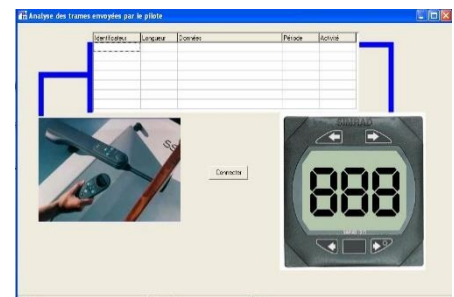 Analyse des trames envoyées par le pilote
Identificateur Longueur Données Période Activité
SIMRAD
Connecter
888